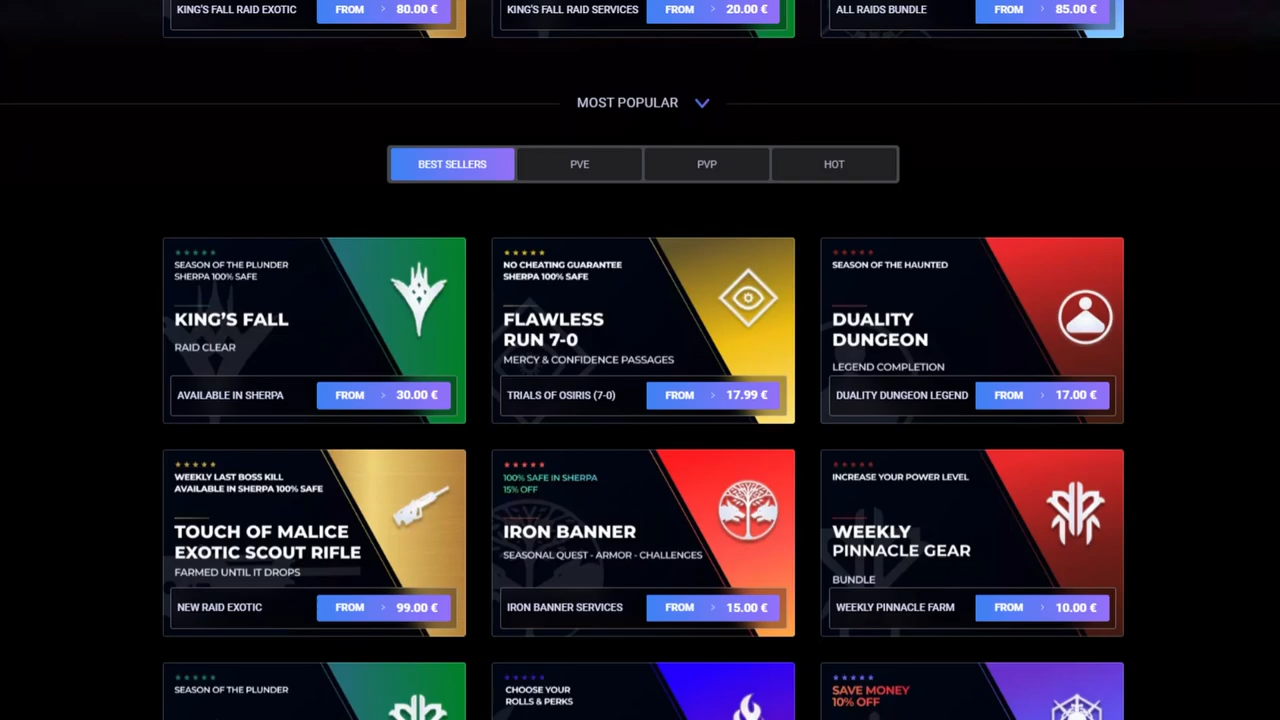 KING'S FALL RAID EXOTIC
FROM > 80.00 €
KING'S FALL RAID SERVICES
FROM > 20.00 €
ALL RAIDS BUNDLE
FROM > 85.00 €
MOST POPULAR
BEST SELLERS
PVE
PVP
HOT
SEASON OF THE PLUNDER
SHERPA 100% SAFE
KING'S FALL
RAID CLEAR
AVAILABLE IN SHERPA
FROM > 30.00 €
NO CHEATING GUARANTEE
SHERPA 100% SAFE
FLAWLESS
RUN 7-0
MERCY & CONFIDENCE PASSAGES
TRIALS OF OSIRIS (7-0)
FROM > 17.99 €
SEASON OF THE HAUNTED
DUALITY
DUNGEON
LEGEND COMPLETION
DUALITY DUNGEON LEGEND
FROM > 17.00 €
WEEKLY LAST BOSS KILL
AVAILABLE IN SHERPA 100% SAFE
TOUCH OF MALICE
EXOTIC SCOUT RIFLE
FARMED UNTIL IT DROPS
NEW RAID EXOTIC
FROM > 99.00 €
100% SAFE IN SHERPA
15% OFF
IRON BANNER
SEASONAL QUEST - ARMOR - CHALLENGES
IRON BANNER SERVICES
FROM > 15.00 €
INCREASE YOUR POWER LEVEL
WEEKLY
PINNACLE GEAR
BUNDLE
WEEKLY PINNACLE FARM
FROM > 10.00 €
SEASON OF THE PLUNDER
CHOOSE YOUR
ROLLS & PERKS
SAVE MONEY
10% OFF